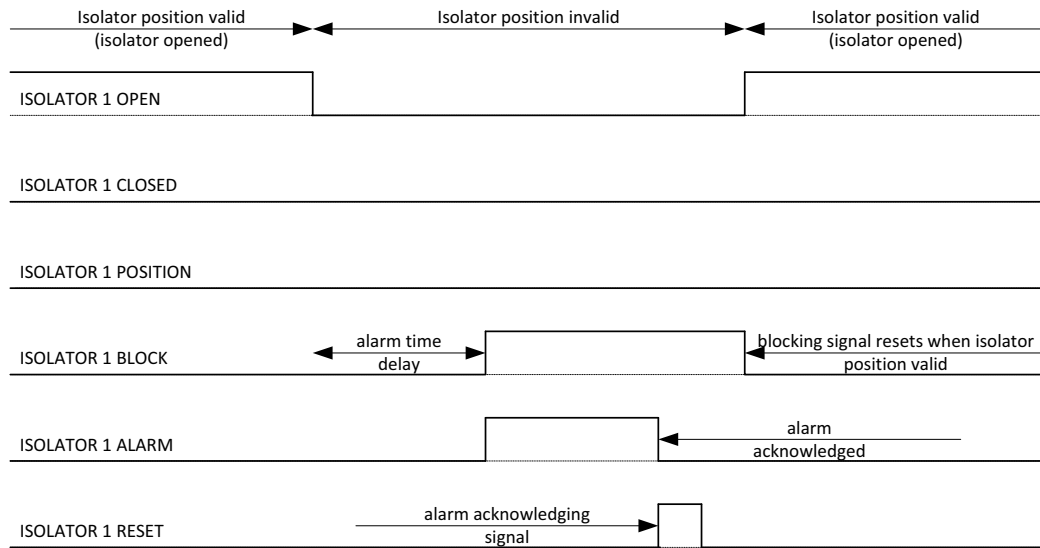 Isolator position valid
(isolator opened)
Isolator position invalid
Isolator position valid
(isolator opened)
ISOLATOR 1 OPEN
ISOLATOR 1 CLOSED
ISOLATOR 1 POSITION
ISOLATOR 1 BLOCK
alarm time
delay
blocking signal resets when isolator
position valid
ISOLATOR 1 ALARM
alarm
acknowledged
ISOLATOR 1 RESET
alarm acknowledging
signal